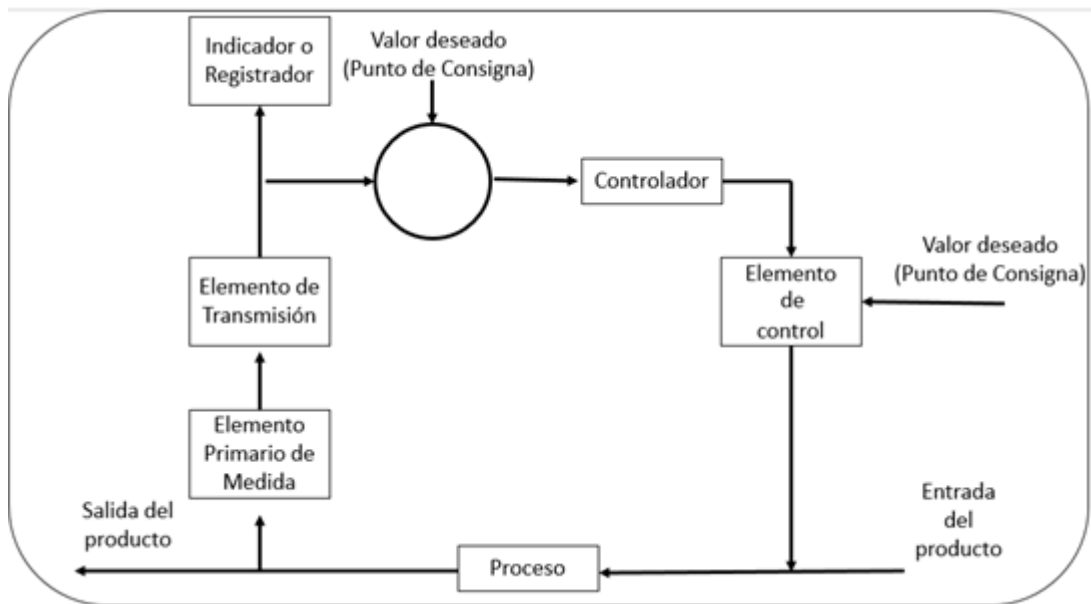 Indicador o
Registrador
Valor deseado
(Punto de Consigna)
Controlador
Elemento de
Transmisión
Elemento
de
control
Valor deseado
(Punto de Consigna)
Elemento
Primario de
Medida
Salida del
producto
Proceso
Entrada
del
producto